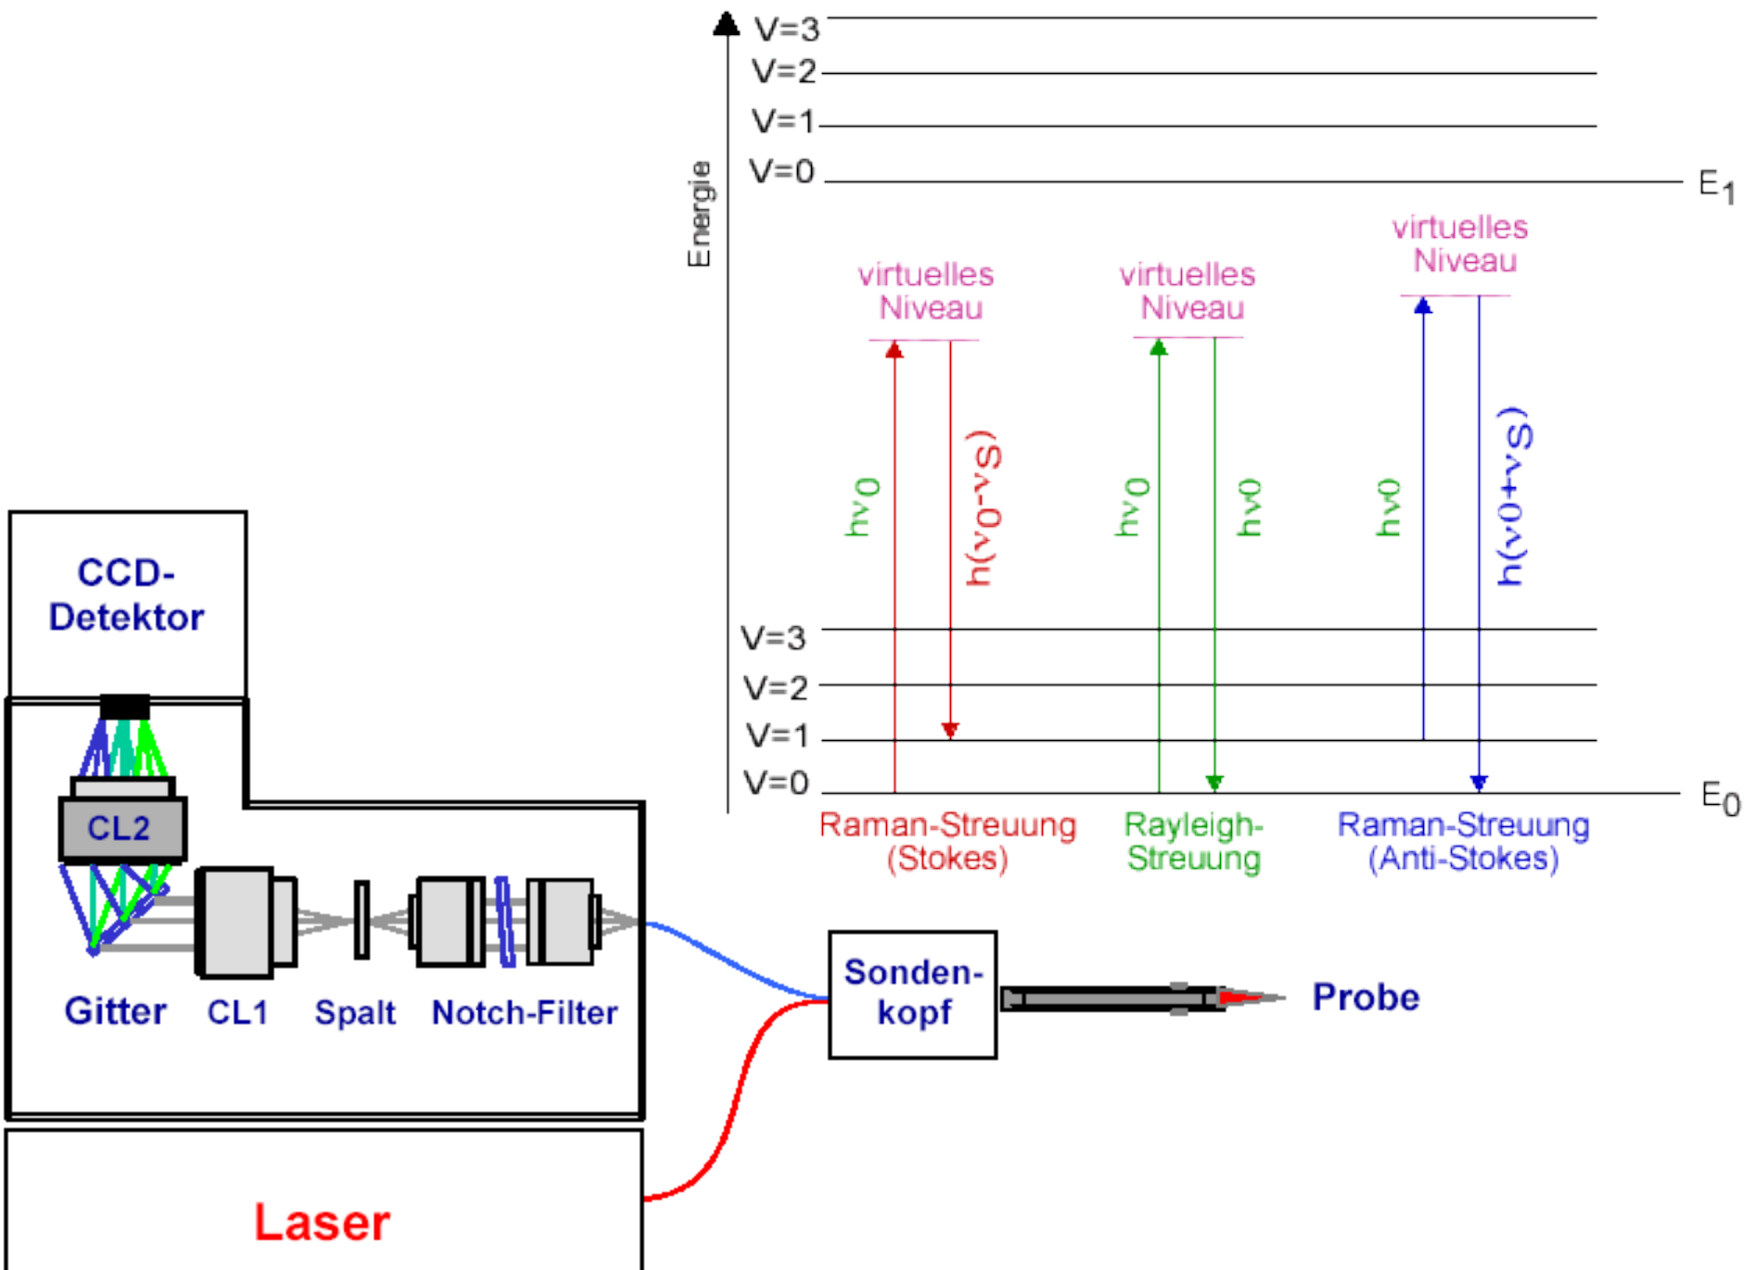 V=3
V=2
V=1
V=0
E1
Energie
virtuelles
Niveau
virtuelles
Niveau
virtuelles
Niveau
hν0
h(ν0-νS)
hν0
hν0
hν0
h(ν0+νS)
V=3
V=2
V=1
V=0
E0
Raman-Streuung
(Stokes)
Rayleigh-
Streuung
Raman-Streuung
(Anti-Stokes)
CCD-
Detektor
CL2
Gitter
CL1
Spalt
Notch-Filter
Sonden-
kopf
Probe
Laser